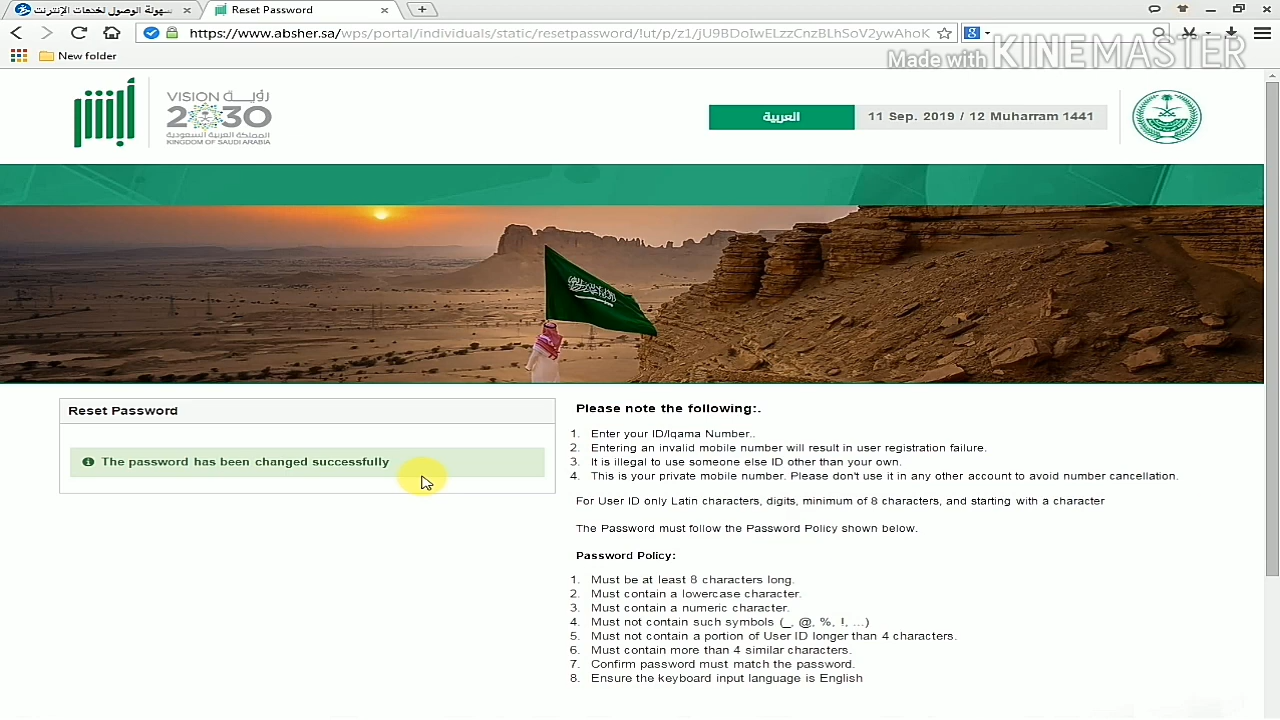 سهولة الوصول لخدمات الإنترنت
Reset Password
https://www.absher.sa/wps/portal/individuals/static/resetpassword/!ut/p/z1/jU9BDoIwELzzCnzBLhSoV2ywAhoK
New folder
Made with KINEMASTER
أبشر
VISION رؤيــة
2030
المملكة العربية السعودية
KINGDOM OF SAUDI ARABIA
العربية
11 Sep. 2019 / 12 Muharram 1441
Reset Password
The password has been changed successfully
Please note the following:.
1. Enter your ID/Iqama Number..
2. Entering an invalid mobile number will result in user registration failure.
3. It is illegal to use someone else ID other than your own.
4. This is your private mobile number. Please don't use it in any other account to avoid number cancellation.
For User ID only Latin characters, digits, minimum of 8 characters, and starting with a character
The Password must follow the Password Policy shown below.
Password Policy:
1. Must be at least 8 characters long.
2. Must contain a lowercase character.
3. Must contain a numeric character.
4. Must not contain such symbols (_, @, %, !, ...)
5. Must not contain a portion of User ID longer than 4 characters.
6. Must contain more than 4 similar characters.
7. Confirm password must match the password.
8. Ensure the keyboard input language is English